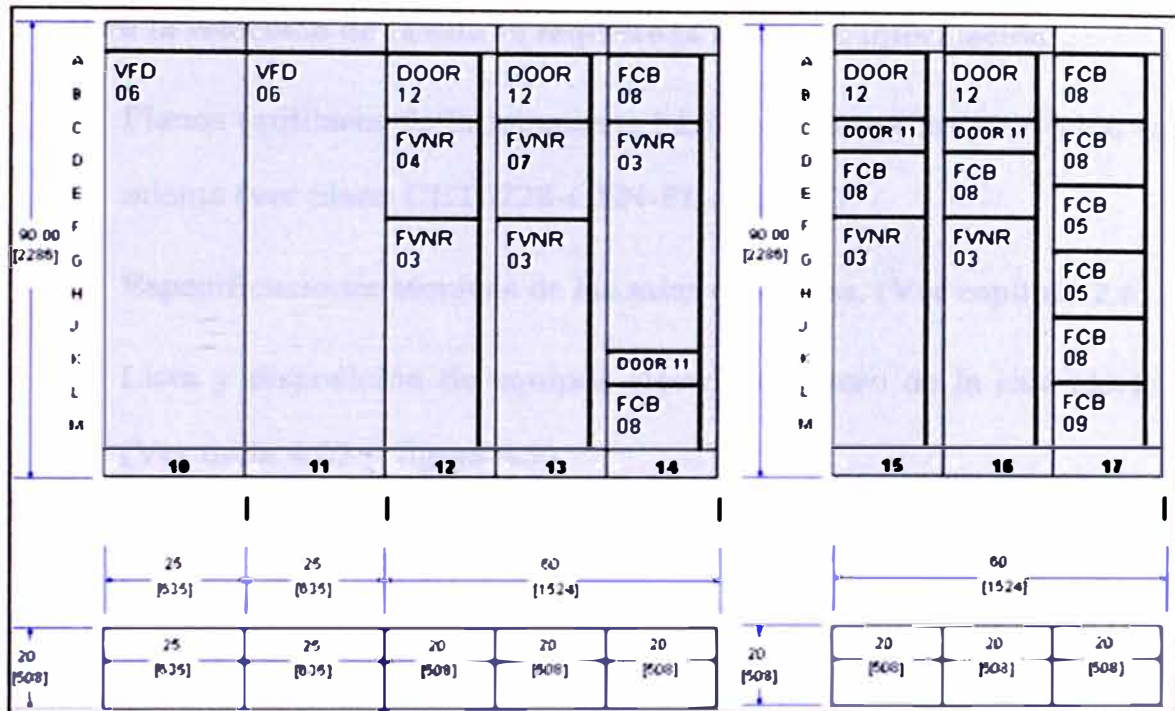 A
B
C
D
E
F
G
H
J
K
L
M
90 00
[2286]
VFD
06
VFD
06
DOOR
12
FVNR
04
FVNR
03
DOOR
12
FVNR
07
FVNR
03
FCB
08
FVNR
03
DOOR 11
FCB
08
10
11
12
13
14
A
B
C
D
E
F
G
H
J
K
L
M
90 00
[2286]
DOOR
12
DOOR 11
FCB
08
FVNR
03
DOOR
12
DOOR 11
FCB
08
FVNR
03
FCB
08
FCB
08
FCB
05
FCB
05
FCB
08
FCB
09
15
16
17
25
[635]
25
[635]
60
[1524]
60
[1524]
20
[508]
25
[635]
25
[635]
20
[508]
20
[508]
20
[508]
20
[508]
20
[508]
20
[508]
20
[508]